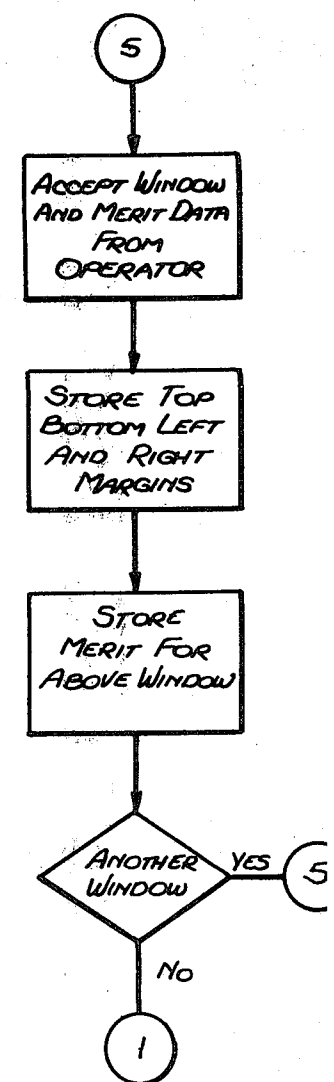 5
ACCEPT WINDOW
AND MERIT DATA
FROM
OPERATOR
STORE TOP
BOTTOM LEFT
AND RIGHT
MARGINS
STORE
MERIT FOR
ABOVE WINDOW
ANOTHER
WINDOW
YES
5
NO
1